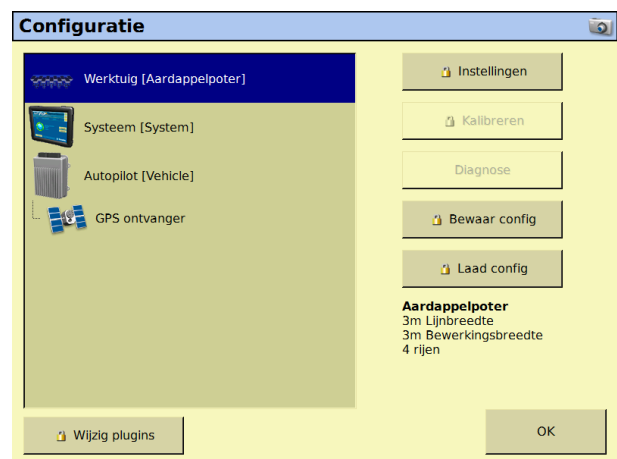 Configuratie
Werktuig [Aardappelpoter]
Systeem [System]
Autopilot [Vehicle]
GPS ontvanger
Instellingen
Kalibreren
Diagnose
Bewaar config
Laad config
Aardappelpoter
3m Lijnbreedte
3m Bewerkingsbreedte
4 rijen
Wijzig plugins
OK